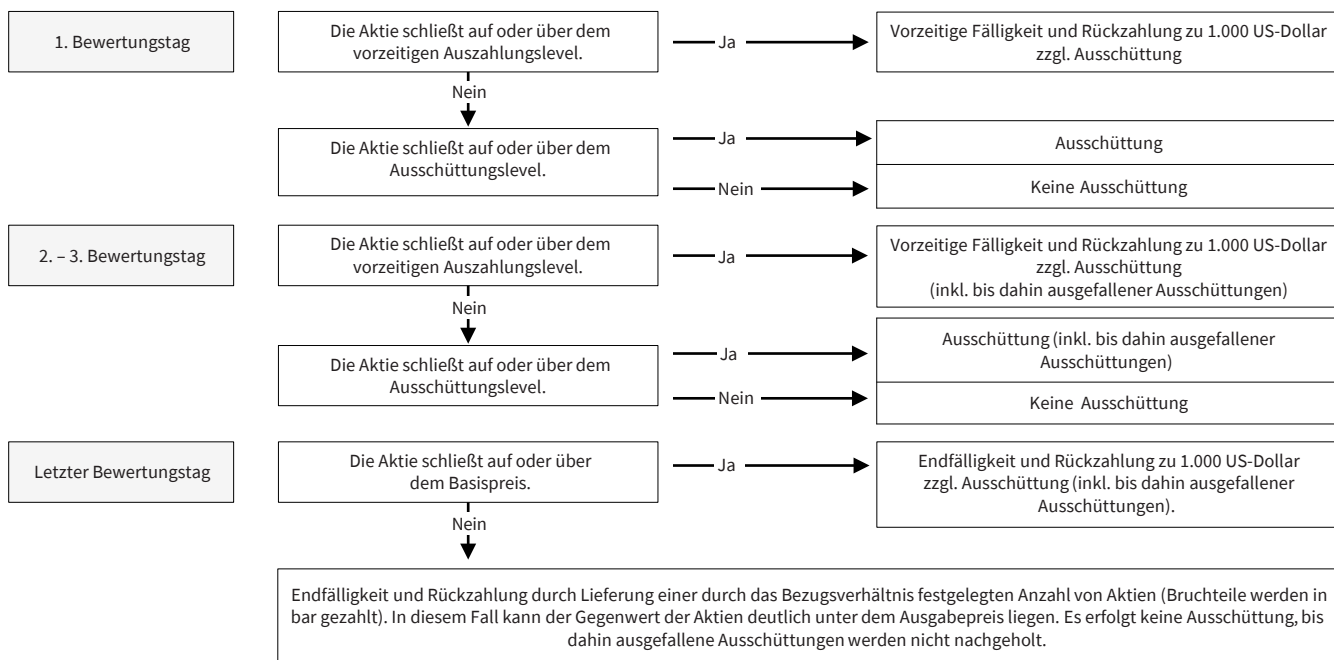 1. Bewertungstag
Die Aktie schließt auf oder über dem
vorzeitigen Auszahlungslevel.
Ja
Vorzeitige Fälligkeit und Rückzahlung zu 1.000 US-Dollar
zzgl. Ausschüttung
Nein
Die Aktie schließt auf oder über dem
Ausschüttungslevel.
Ja
Ausschüttung
Nein
Keine Ausschüttung
2. – 3. Bewertungstag
Die Aktie schließt auf oder über dem
vorzeitigen Auszahlungslevel.
Ja
Vorzeitige Fälligkeit und Rückzahlung zu 1.000 US-Dollar
zzgl. Ausschüttung
(inkl. bis dahin ausgefallener Ausschüttungen)
Nein
Die Aktie schließt auf oder über dem
Ausschüttungslevel.
Ja
Ausschüttung (inkl. bis dahin ausgefallener
Ausschüttungen)
Nein
Keine Ausschüttung
Letzter Bewertungstag
Die Aktie schließt auf oder über
dem Basispreis.
Ja
Endfälligkeit und Rückzahlung zu 1.000 US-Dollar
zzgl. Ausschüttung (inkl. bis dahin ausgefallener
Ausschüttungen).
Nein
Endfälligkeit und Rückzahlung durch Lieferung einer durch das Bezugsverhältnis festgelegten Anzahl von Aktien (Bruchteile werden in
bar gezahlt). In diesem Fall kann der Gegenwert der Aktien deutlich unter dem Ausgabepreis liegen. Es erfolgt keine Ausschüttung, bis
dahin ausgefallene Ausschüttungen werden nicht nachgeholt.